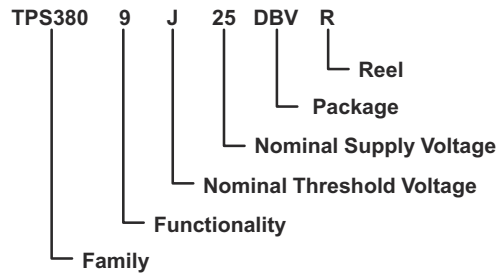 TPS380 9 J 25 DBV R
Reel
Package
Nominal Supply Voltage
Nominal Threshold Voltage
Functionality
Family